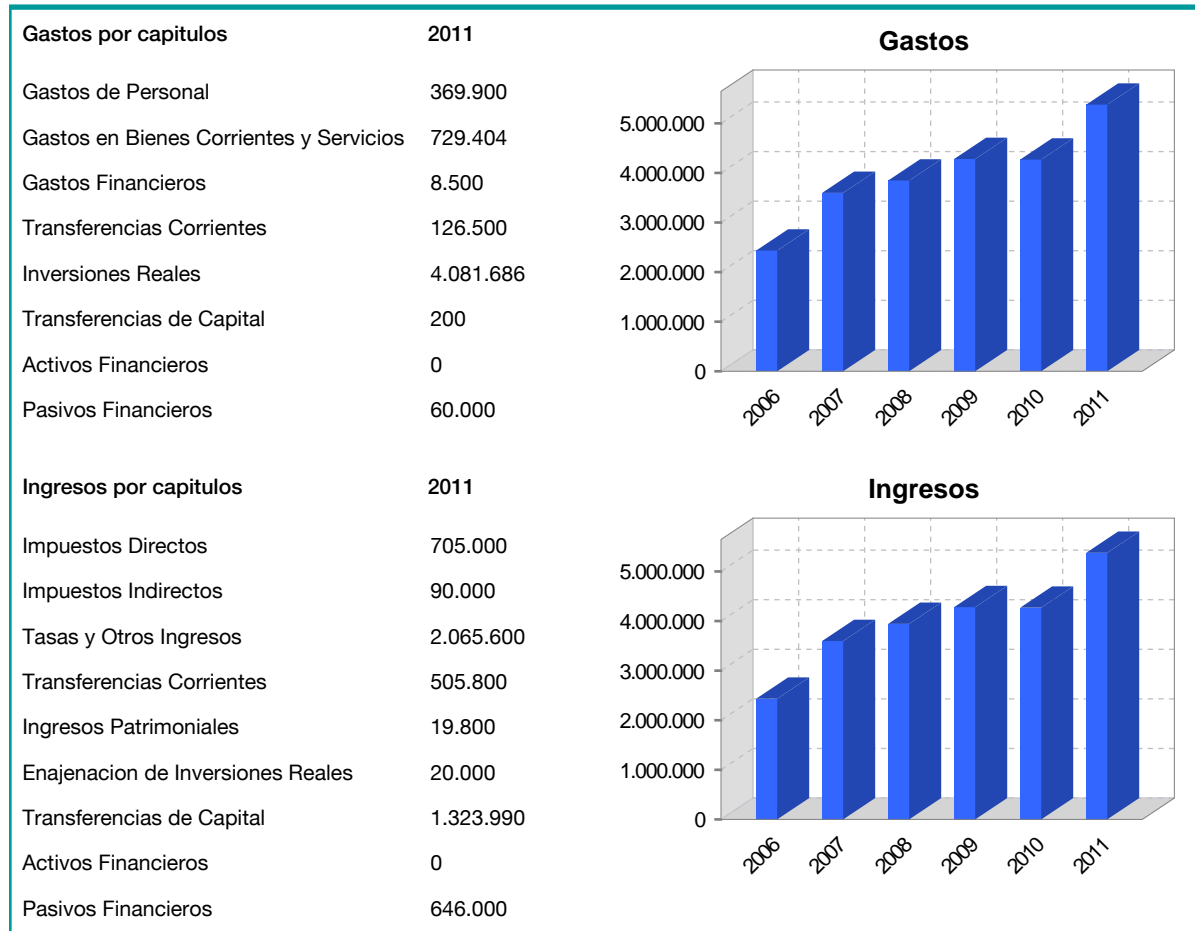 Gastos por capitulos 2011
Gastos de Personal 369.900
Gastos en Bienes Corrientes y Servicios 729.404
Gastos Financieros 8.500
Transferencias Corrientes 126.500
Inversiones Reales 4.081.686
Transferencias de Capital 200
Activos Financieros 0
Pasivos Financieros 60.000
Gastos
5.000.000
4.000.000
3.000.000
2.000.000
1.000.000
0
2006 2007 2008 2009 2010 2011
Ingresos por capitulos 2011
Impuestos Directos 705.000
Impuestos Indirectos 90.000
Tasas y Otros Ingresos 2.065.600
Transferencias Corrientes 505.800
Ingresos Patrimoniales 19.800
Enajenacion de Inversiones Reales 20.000
Transferencias de Capital 1.323.990
Activos Financieros 0
Pasivos Financieros 646.000
Ingresos
5.000.000
4.000.000
3.000.000
2.000.000
1.000.000
0
2006 2007 2008 2009 2010 2011